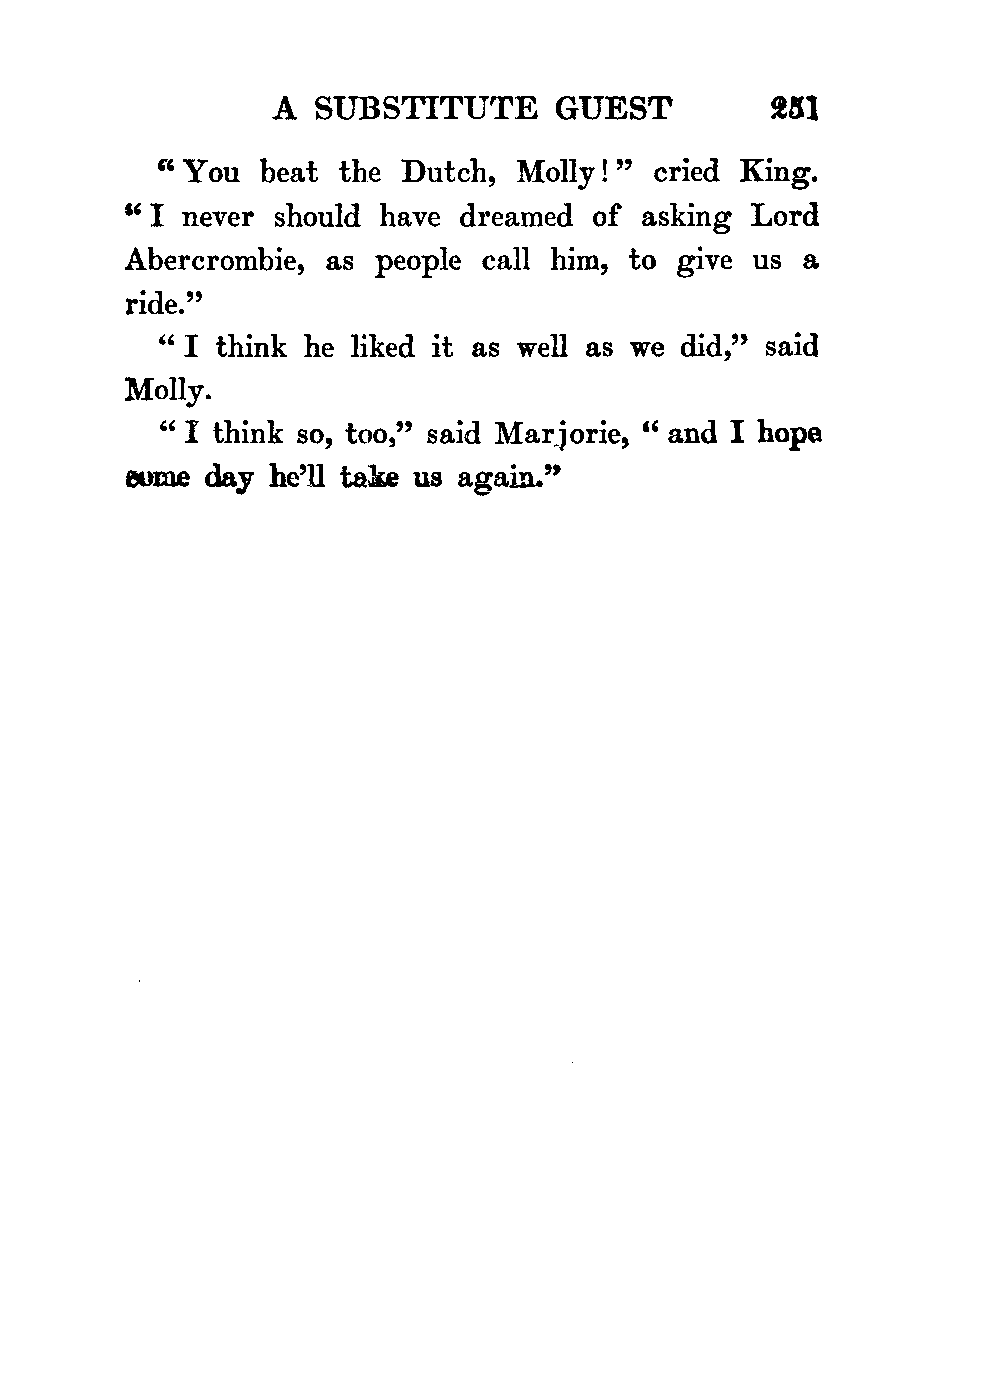 A SUBSTITUTE GUEST 251
“You beat the Dutch, Molly!” cried King.
“I never should have dreamed of asking Lord
Abercrombie, as people call him, to give us a
ride.”
“I think he liked it as well as we did,” said
Molly.
“I think so, too,” said Marjorie, “and I hope
some day he’ll take us again.”